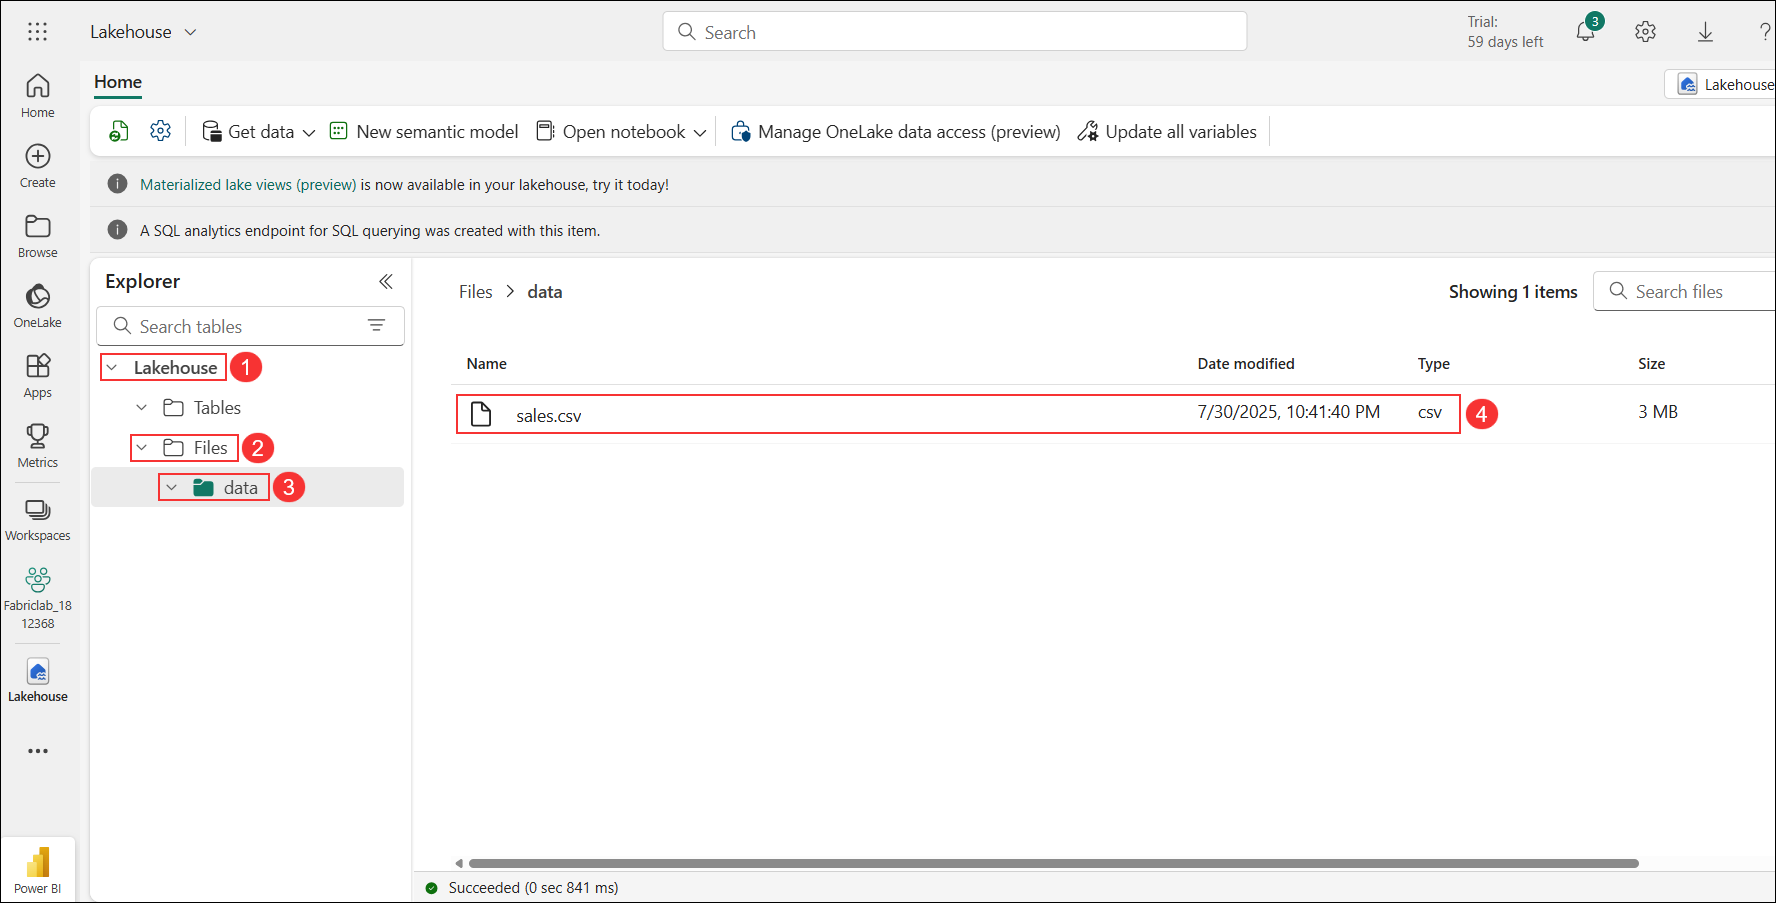 Lakehouse
Search
Trial:
59 days left
3
?
Home
Create
Browse
OneLake
Apps
Metrics
Workspaces
Fabriclab_18
12368
Lakehouse
Power BI
Home
Lakehouse
Get data
New semantic model
Open notebook
Manage OneLake data access (preview)
Update all variables
Materialized lake views (preview) is now available in your lakehouse, try it today!
A SQL analytics endpoint for SQL querying was created with this item.
Explorer
Search tables
Lakehouse 1
Tables
Files 2
data 3
Files > data
Showing 1 items
Search files
Name Date modified Type Size
sales.csv 7/30/2025, 10:41:40 PM csv 4 3 MB
Succeeded (0 sec 841 ms)